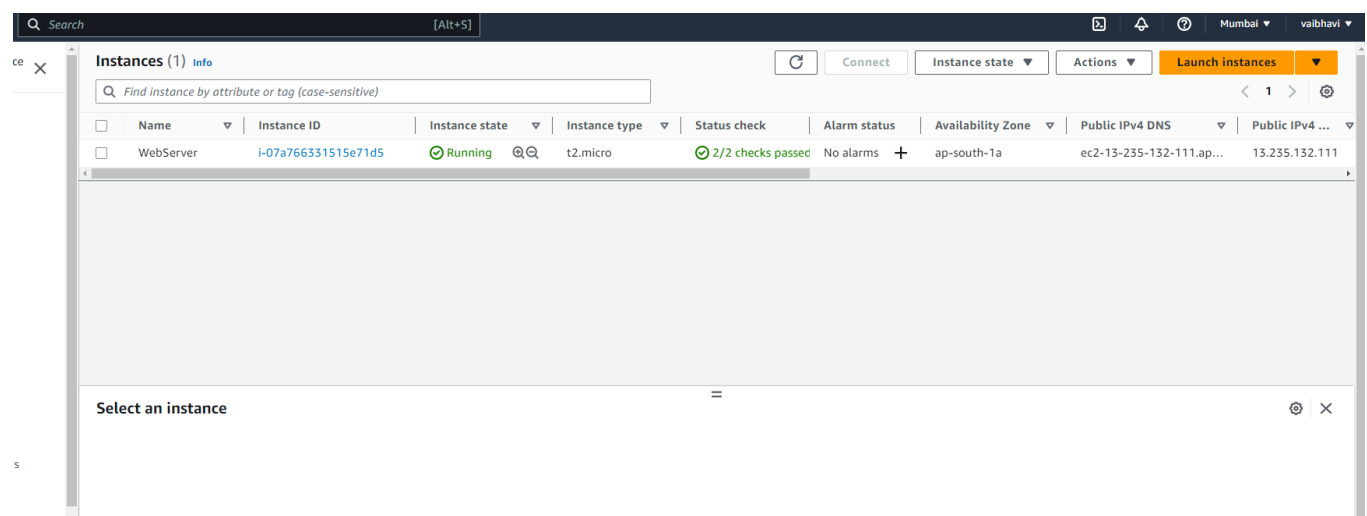 Search [Alt+S] Mumbai ▼ vaibhavi ▼
ce
Instances (1) Info Connect Instance state ▼ Actions ▼ Launch instances ▼
Find instance by attribute or tag (case-sensitive) < 1 >
Name Instance ID Instance state Instance type Status check Alarm status Availability Zone Public IPv4 DNS Public IPv4 ...
WebServer i-07a766331515e71d5 Running t2.micro 2/2 checks passed No alarms + ap-south-1a ec2-13-235-132-111.ap... 13.235.132.111
Select an instance
s